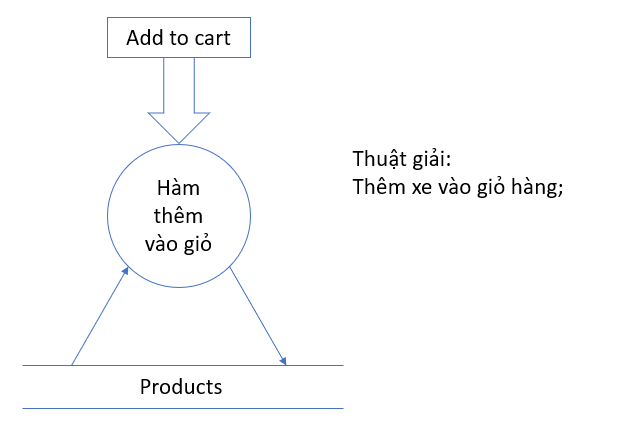 Add to cart
Hàm
thêm
vào giỏ
Thuật giải:
Thêm xe vào giỏ hàng;
Products